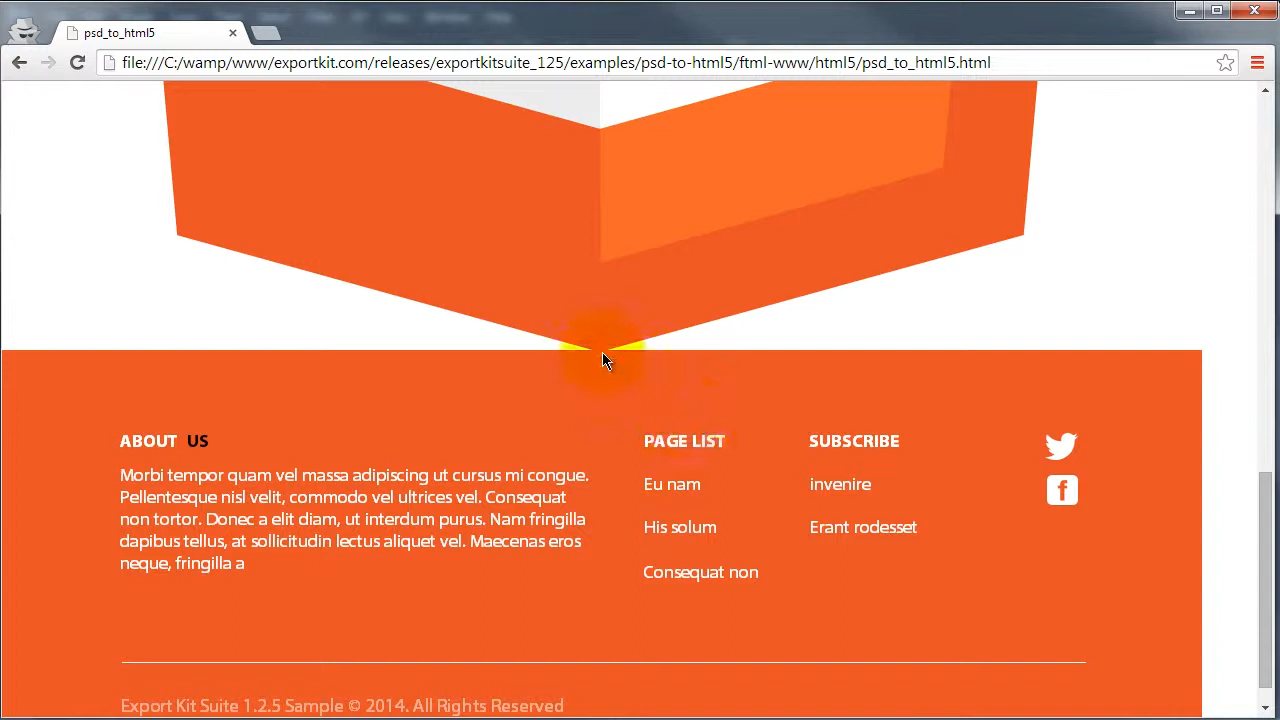 psd_to_html5
file:///C:/wamp/www/exportkit.com/releases/exportkitsuite_125/examples/psd-to-html5/ftml-www/html5/psd_to_html5.html
ABOUT US
Morbi tempor quam vel massa adipiscing ut cursus mi congue.
Pellentesque nisl velit, commodo vel ultrices vel. Consequat
non tortor. Donec a elit diam, ut interdum purus. Nam fringilla
dapibus tellus, at sollicitudin lectus aliquet vel. Maecenas eros
neque, fringilla a
PAGE LIST
Eu nam
His solum
Consequat non
SUBSCRIBE
invenire
Erant rodesset
f
Export Kit Suite 1.2.5 Sample © 2014. All Rights Reserved